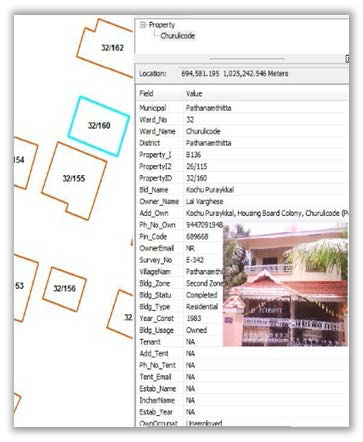 32/162
32/160
154
32/155
53
32/156
32
Property
Churulicode
Location: 694,581.195 1,025,242.546 Meters
Field Value
Municipal Pathanamthitta
Ward_No 32
Ward_Name Churulicode
District Pathanamthitta
Property_I B136
PropertyI2 26/115
PropertyID 32/160
Bld_Name Kochu Puraykkal
Owner_Name Lal Varghese
Add_Own Kochu Puraykkal, Housing Board Colony, Churulicode (P
Ph_No_Own 9447091948
Pin_Code 689668
OwnerEmail NR
Survey_No E-342
VillageNam Pathanamthi
Bldg_Zone Second Zone
Bldg_Statu Completed
Bldg_Type Residential
Year_Const 1983
Bldg_Usage Owned
Tenant NA
Add_Tent NA
Ph_No_Tent NA
Tent_Email NA
Estab_Name NA
IncharName NA
Estab_Year NA
OwnOccupat Unemployed